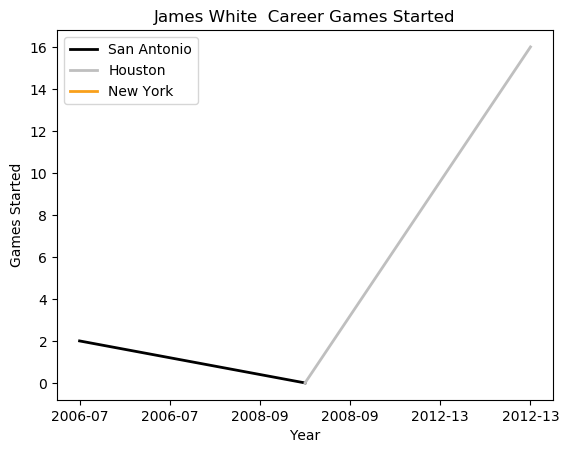 James White  Career Games Started
San Antonio
Houston
New York
16
14
12
10
8
6
4
2
0
Games Started
2006-07 2006-07 2008-09 2008-09 2012-13 2012-13
Year